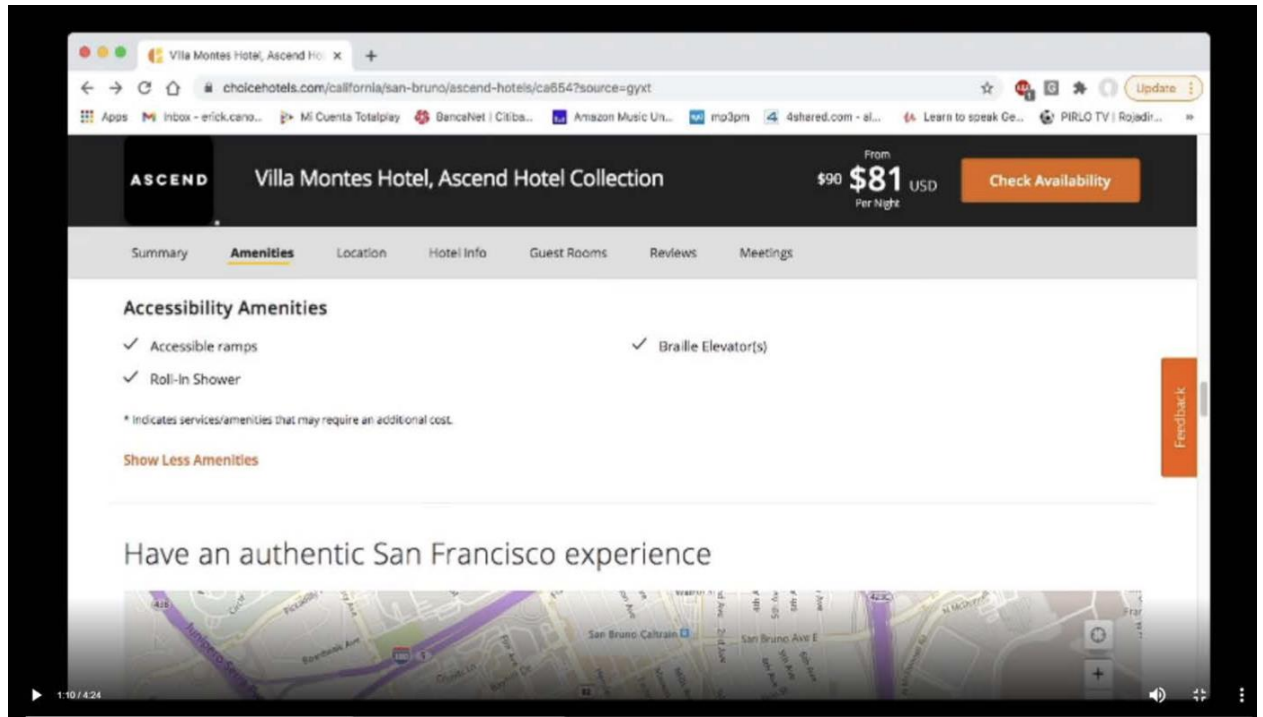 Villa Montes Hotel, Ascend Ho
choicehotels.com/california/san-bruno/ascend-hotels/ca654?source=gyxt
Update
Apps Inbox - erick.cano... Mi Cuenta Totalplay BancaNet | Citiba... Amazon Music Un... mp3pm 4shared.com - al... Learn to speak Ge... PIRLO TV | Rojadir... »
ASCEND
Villa Montes Hotel, Ascend Hotel Collection
From
$90 $81 USD
Per Night
Check Availability
Summary Amenities Location Hotel Info Guest Rooms Reviews Meetings
Accessibility Amenities
Accessible ramps
Braille Elevator(s)
Roll-In Shower
* Indicates services/amenities that may require an additional cost.
Show Less Amenities
Feedback
Have an authentic San Francisco experience
San Bruno Caltrain
San Bruno Ave E
2nd Ave
Junipero Serra
1:10 / 4:24